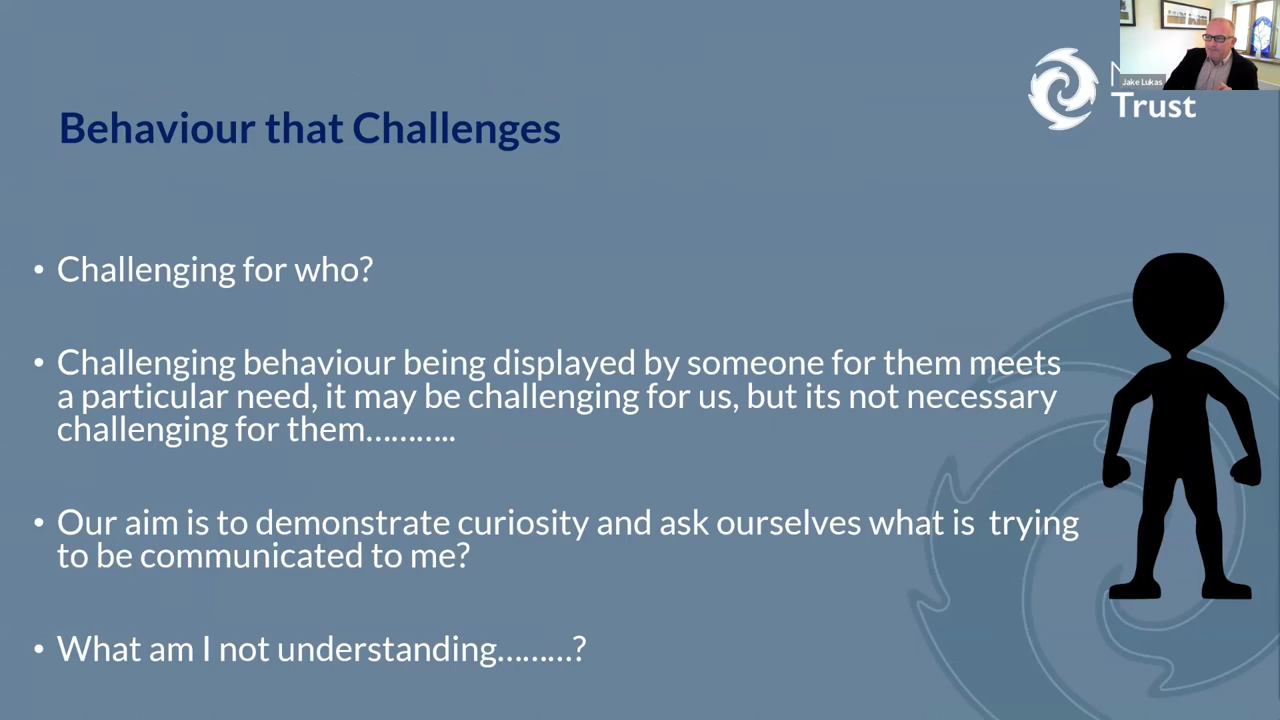 Jake Lukas
Trust
Behaviour that Challenges
• Challenging for who?
• Challenging behaviour being displayed by someone for them meets
a particular need, it may be challenging for us, but its not necessary
challenging for them………..
• Our aim is to demonstrate curiosity and ask ourselves what is  trying
to be communicated to me?
• What am I not understanding………?